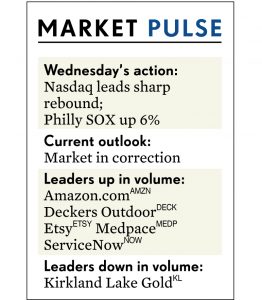 MARKET PULSE
Wednesday's action:
Nasdaq leads sharp
rebound;
Philly SOX up 6%
Current outlook:
Market in correction
Leaders up in volume:
Amazon.com AMZN
Deckers Outdoor DECK
Etsy ETSY Medpace MEDP
ServiceNow NOW
Leaders down in volume:
Kirkland Lake Gold KL